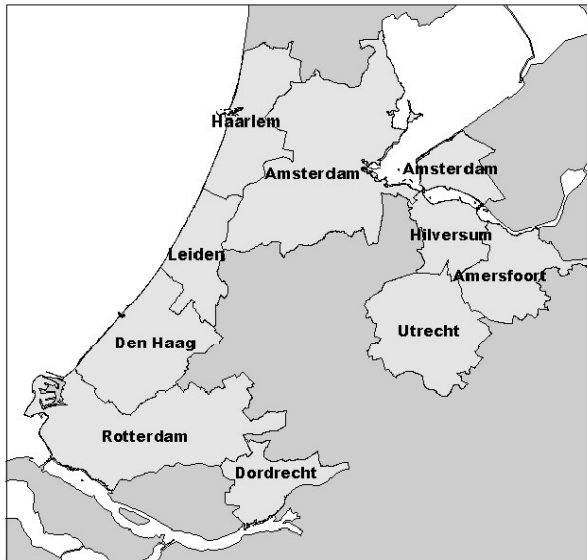 Haarlem
Amsterdam
Amsterdam
Hilversum
Leiden
Amersfoort
Utrecht
Den Haag
Rotterdam
Dordrecht